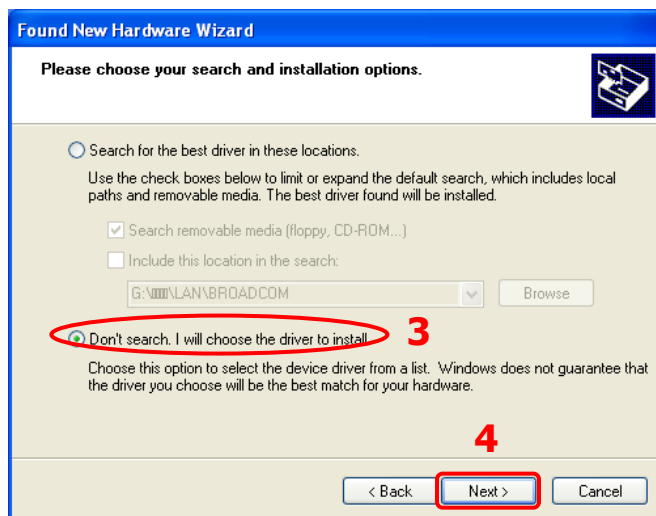 Found New Hardware Wizard
Please choose your search and installation options.
Search for the best driver in these locations.
Use the check boxes below to limit or expand the default search, which includes local
paths and removable media. The best driver found will be installed.
Search removable media (floppy, CD-ROM...)
Include this location in the search:
\LAN\BROADCOM
Browse
Don't search. I will choose the driver to install.
3
Choose this option to select the device driver from a list. Windows does not guarantee that
the driver you choose will be the best match for your hardware.
4
< Back
Next >
Cancel